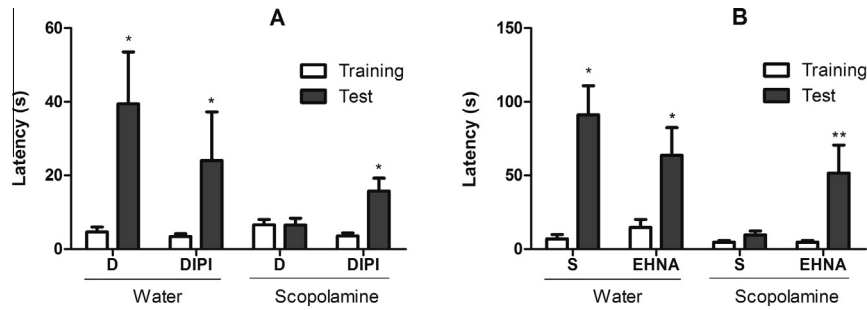 A
Latency (s)
60
40
20
0
Training
Test
*
*
*
D
DIPI
D
DIPI
Water
Scopolamine
B
Latency (s)
150
100
50
0
Training
Test
*
*
**
S
EHNA
S
EHNA
Water
Scopolamine